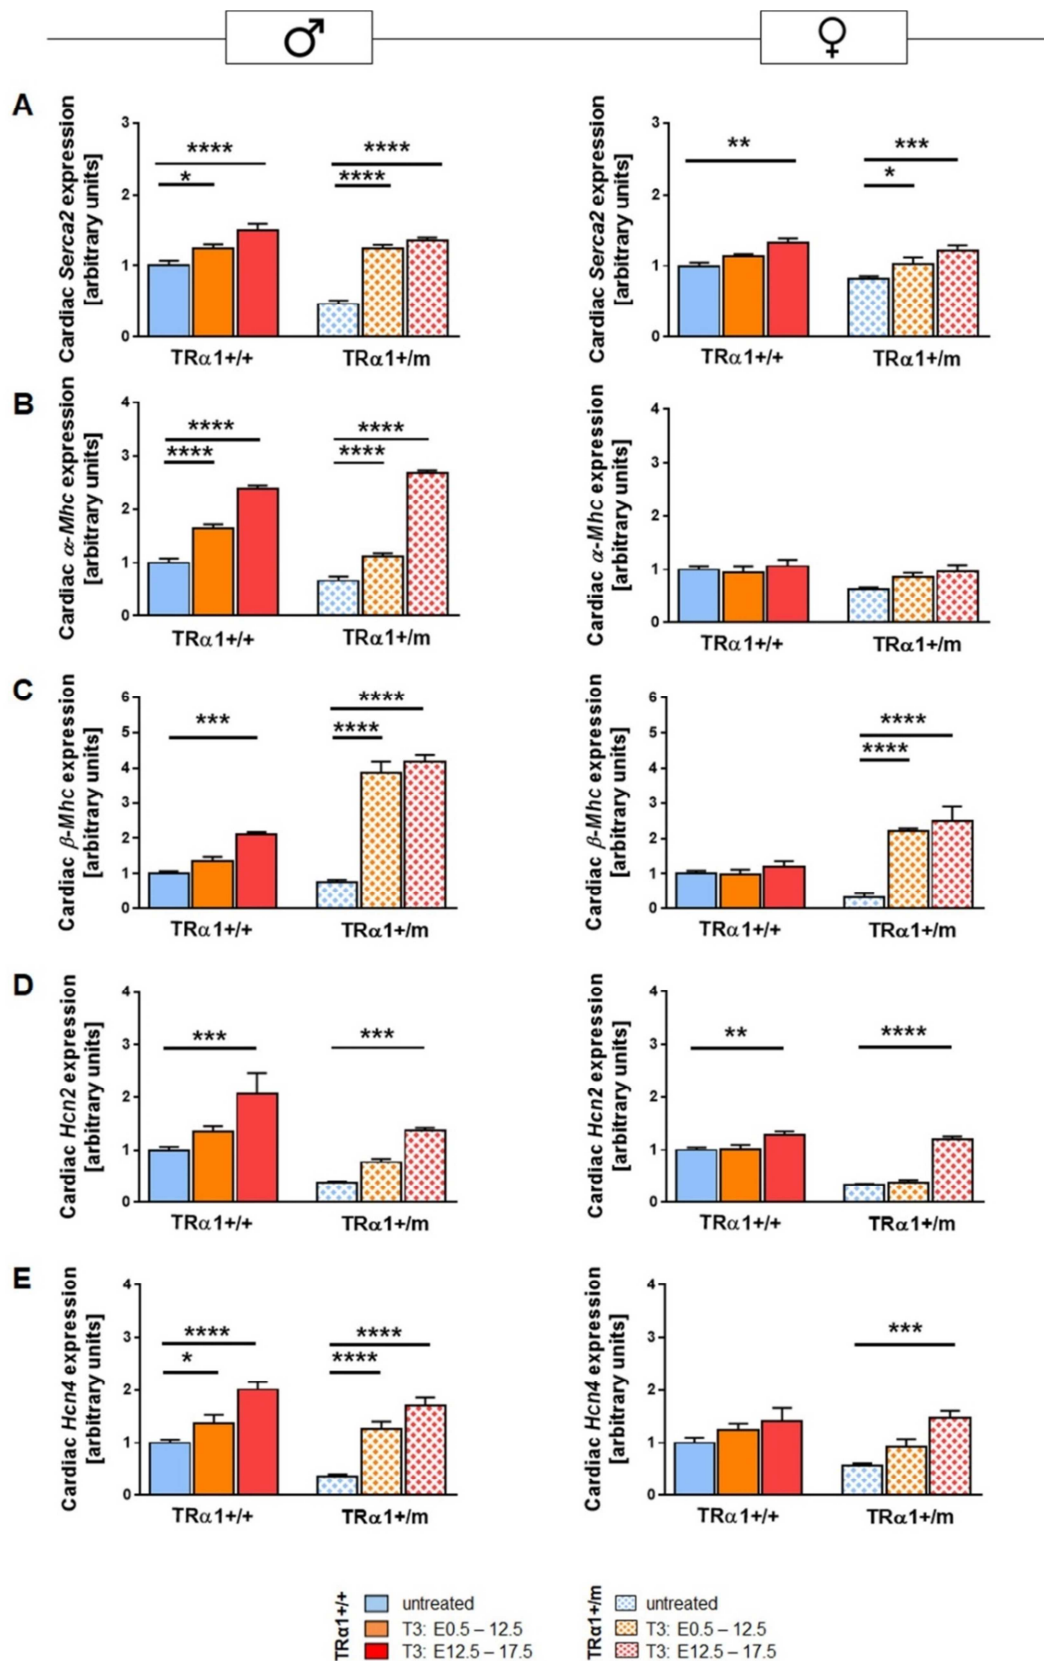 ♂ ♀
A
Cardiac Serca2 expression
[arbitrary units]
3
2
1
0
**** * **** ****
TRα1+/+ TRα1+/m
Cardiac Serca2 expression
[arbitrary units]
3
2
1
0
** *** *
TRα1+/+ TRα1+/m
B
Cardiac α-Mhc expression
[arbitrary units]
4
3
2
1
0
**** **** **** ****
TRα1+/+ TRα1+/m
Cardiac α-Mhc expression
[arbitrary units]
4
3
2
1
0
TRα1+/+ TRα1+/m
C
Cardiac β-Mhc expression
[arbitrary units]
6
5
4
3
2
1
0
*** **** ****
TRα1+/+ TRα1+/m
Cardiac β-Mhc expression
[arbitrary units]
6
5
4
3
2
1
0
**** ****
TRα1+/+ TRα1+/m
D
Cardiac Hcn2 expression
[arbitrary units]
4
3
2
1
0
*** ***
TRα1+/+ TRα1+/m
Cardiac Hcn2 expression
[arbitrary units]
4
3
2
1
0
** ****
TRα1+/+ TRα1+/m
E
Cardiac Hcn4 expression
[arbitrary units]
4
3
2
1
0
**** * **** ****
TRα1+/+ TRα1+/m
Cardiac Hcn4 expression
[arbitrary units]
4
3
2
1
0
***
TRα1+/+ TRα1+/m
TRα1+/+
untreated
T3: E0.5 – 12.5
T3: E12.5 – 17.5
TRα1+/m
untreated
T3: E0.5 – 12.5
T3: E12.5 – 17.5